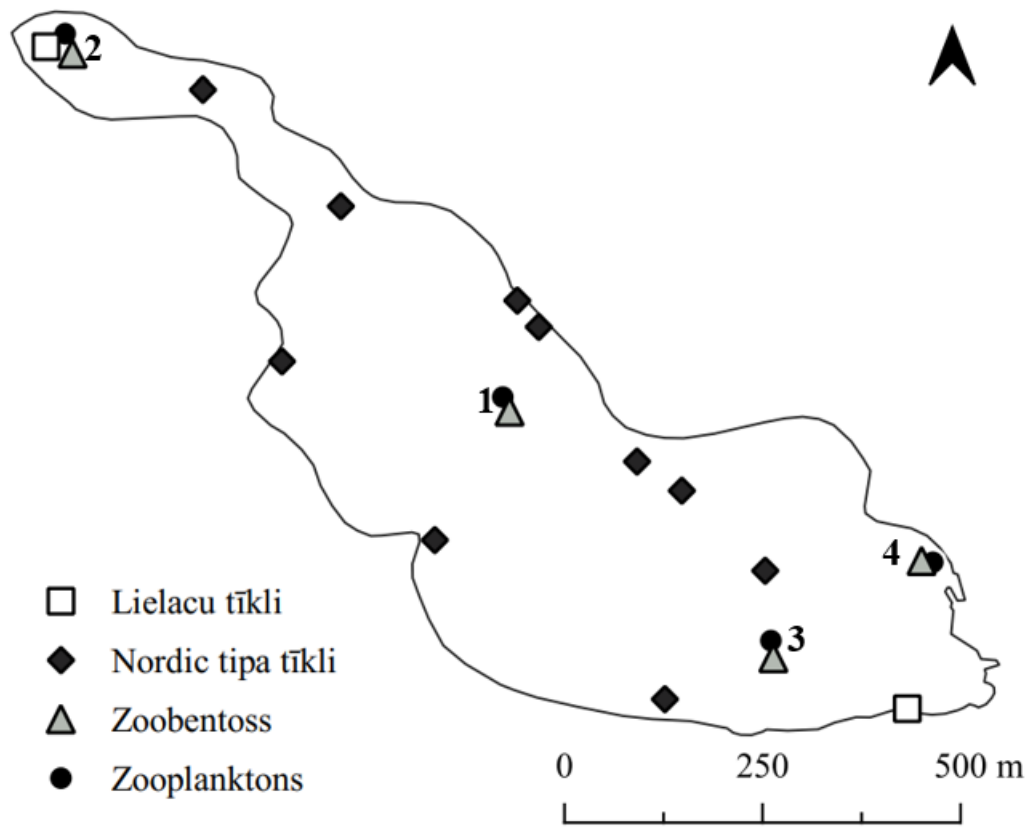 2
1
4
3
Lielacu tīkli
Nordic tipa tīkli
Zoobentoss
Zooplanktons
0 250 500 m